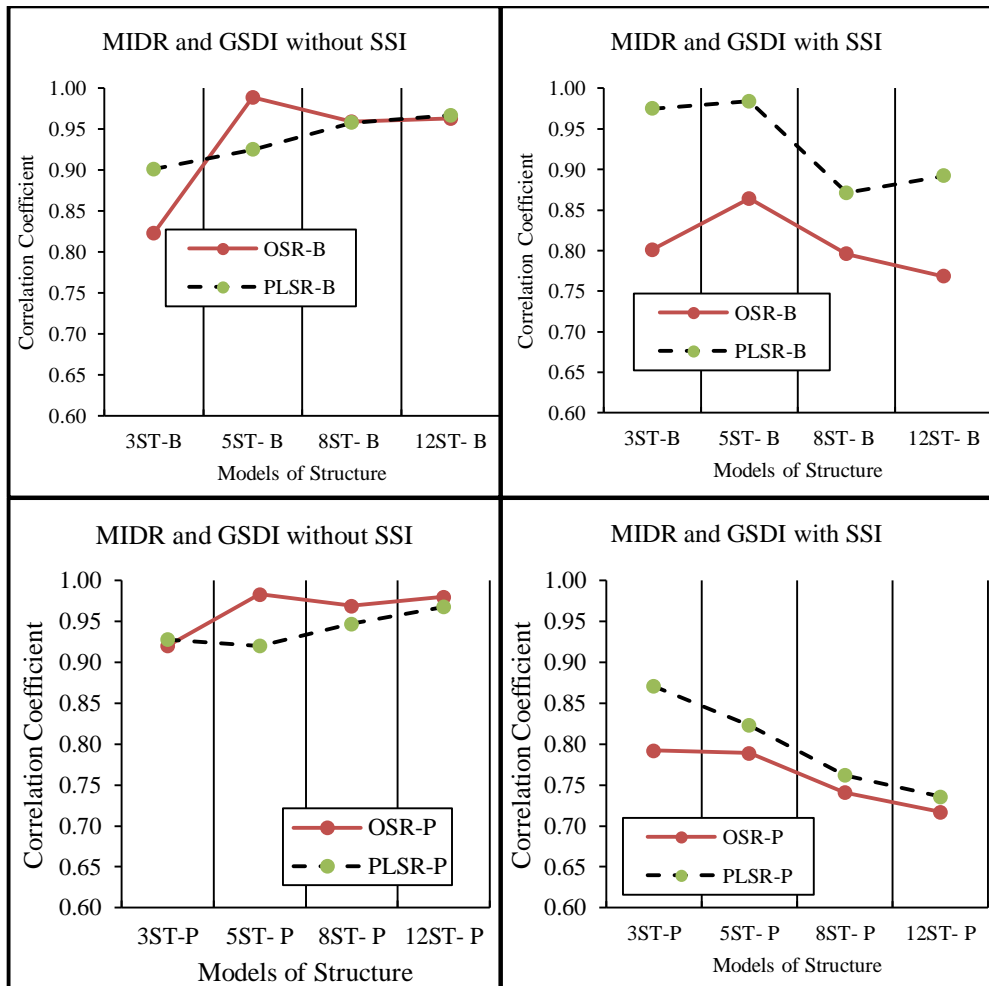 MIDR and GSDI without SSI
1.00
0.95
0.90
0.85
0.80
0.75
0.70
0.65
0.60
Correlation Coefficient
OSR-B
PLSR-B
3ST-B 5ST- B 8ST- B 12ST- B
Models of Structure
MIDR and GSDI with SSI
1.00
0.95
0.90
0.85
0.80
0.75
0.70
0.65
0.60
Correlation Coefficient
OSR-B
PLSR-B
3ST-B 5ST- B 8ST- B 12ST- B
Models of Structure
MIDR and GSDI without SSI
1.00
0.95
0.90
0.85
0.80
0.75
0.70
0.65
0.60
Correlation Coefficient
OSR-P
PLSR-P
3ST-P 5ST- P 8ST- P 12ST- P
Models of Structure
MIDR and GSDI with SSI
1.00
0.95
0.90
0.85
0.80
0.75
0.70
0.65
0.60
Correlation Coefficient
OSR-P
PLSR-P
3ST-P 5ST- P 8ST- P 12ST- P
Models of Structure